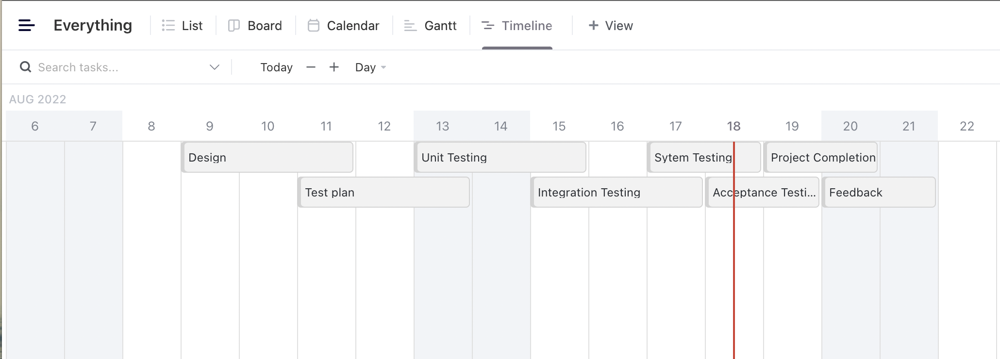 Everything List Board Calendar Gantt Timeline + View
Search tasks... Today − + Day
AUG 2022
6 7 8 9 10 11 12 13 14 15 16 17 18 19 20 21 22
Design Unit Testing Sytem Testing Project Completion
Test plan Integration Testing Acceptance Testi... Feedback